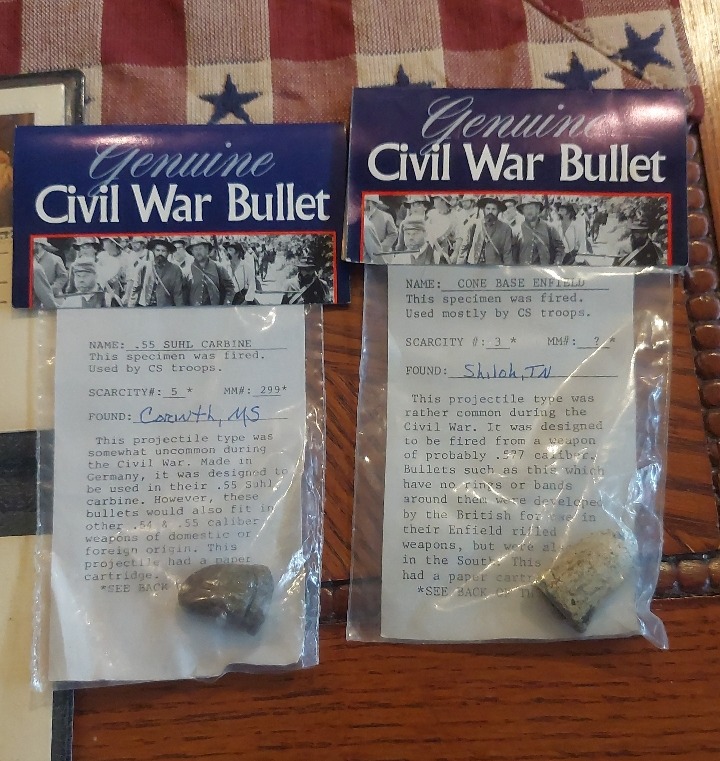 Genuine
Civil War Bullet
NAME: .55 SUHL CARBINE
This specimen was fired.
Used by CS troops.
SCARCITY#: 5 * MM#: 299*
FOUND: Corinth, MS
This projectile type was
somewhat uncommon during
the Civil War. Made in
Germany, it was designed to
be used in their .55 Suhl
carbine. However, these
bullets would also fit in
other .54 & .55 caliber
weapons of domestic or
foreign origin. This
projectile had a paper
cartridge.
*SEE BACK
Genuine
Civil War Bullet
NAME: CONE BASE ENFIELD
This specimen was fired.
Used mostly by CS troops.
SCARCITY #: 3 * MM#: ? *
FOUND: Shiloh, TN
This projectile type was
rather common during the
Civil War. It was designed
to be fired from a weapon
of probably .577 caliber.
Bullets such as this which
have no rings or bands
around them were developed
by the British for use in
their Enfield rifled
weapons, but were
in the South. This
had a paper
*SEE BACK